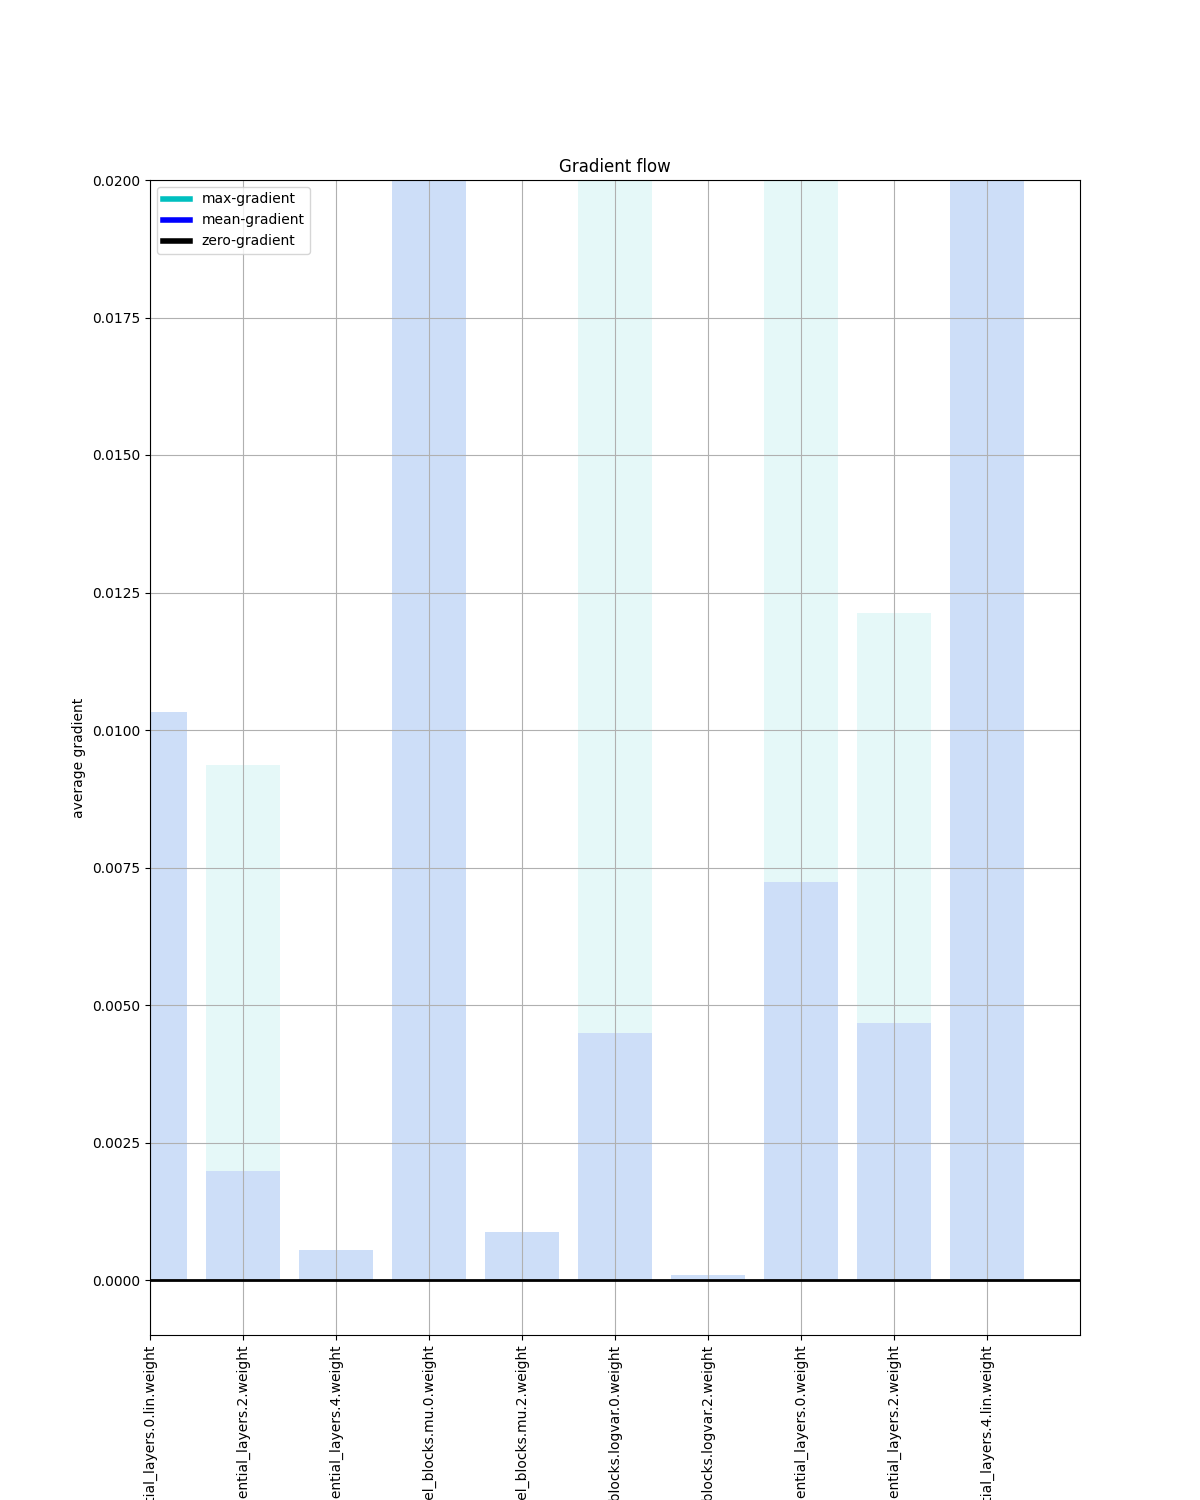 Gradient flow
max-gradient
mean-gradient
zero-gradient
0.0200
0.0175
0.0150
0.0125
0.0100
0.0075
0.0050
0.0025
0.0000
average gradient
tial_layers.0.lin.weight
ential_layers.2.weight
ential_layers.4.weight
el_blocks.mu.0.weight
el_blocks.mu.2.weight
blocks.logvar.0.weight
blocks.logvar.2.weight
ential_layers.0.weight
ential_layers.2.weight
tial_layers.4.lin.weight